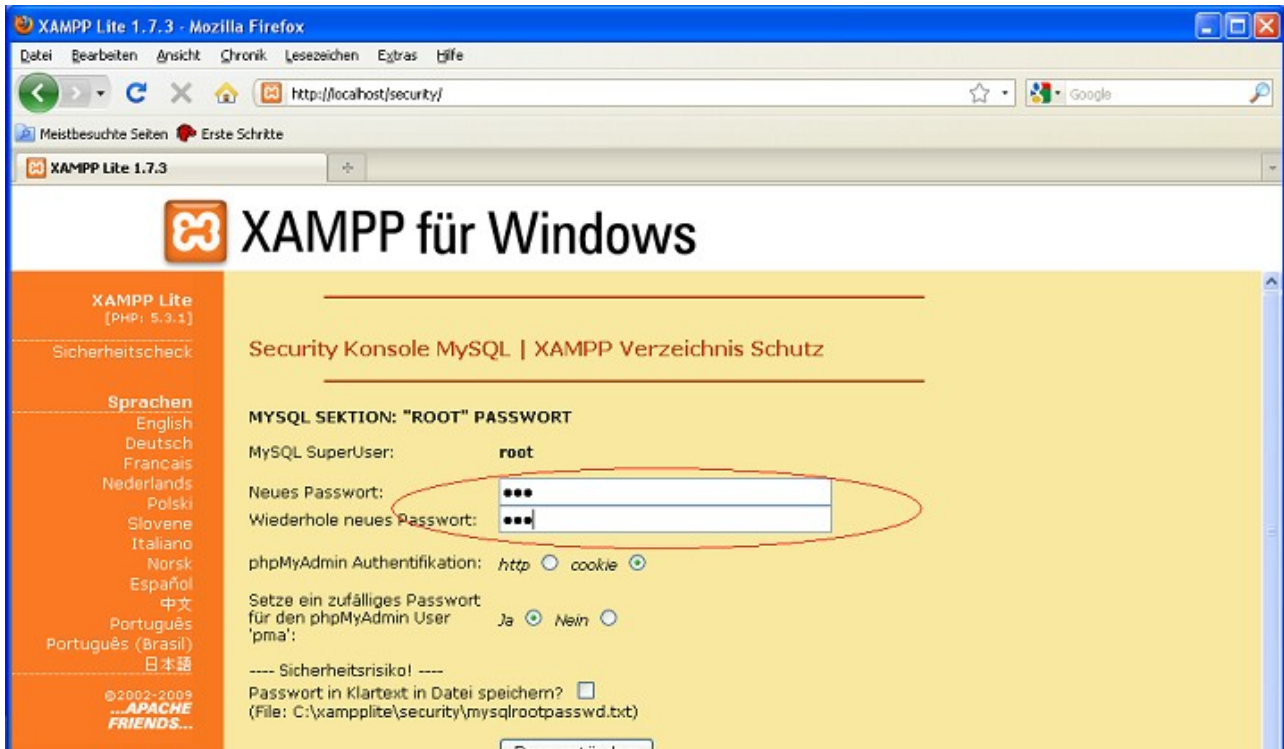 XAMPP Lite 1.7.3 - Mozilla Firefox
Datei Bearbeiten Ansicht Chronik Lesezeichen Extras Hilfe
http://localhost/security/
Google
Meistbesuchte Seiten Erste Schritte
XAMPP Lite 1.7.3
XAMPP für Windows
XAMPP Lite
[PHP: 5.3.1]
Sicherheitscheck
Sprachen
English
Deutsch
Francais
Nederlands
Polski
Slovene
Italiano
Norsk
Español
中文
Português
Português (Brasil)
日本語
©2002-2009
...APACHE
FRIENDS...
Security Konsole MySQL | XAMPP Verzeichnis Schutz
MYSQL SEKTION: "ROOT" PASSWORT
MySQL SuperUser: root
Neues Passwort: •••
Wiederhole neues Passwort: •••
phpMyAdmin Authentifikation: http cookie
Setze ein zufälliges Passwort
für den phpMyAdmin User
'pma': Ja Nein
---- Sicherheitsrisiko! ----
Passwort in Klartext in Datei speichern?
(File: C:\xampplite\security\mysqlrootpasswd.txt)